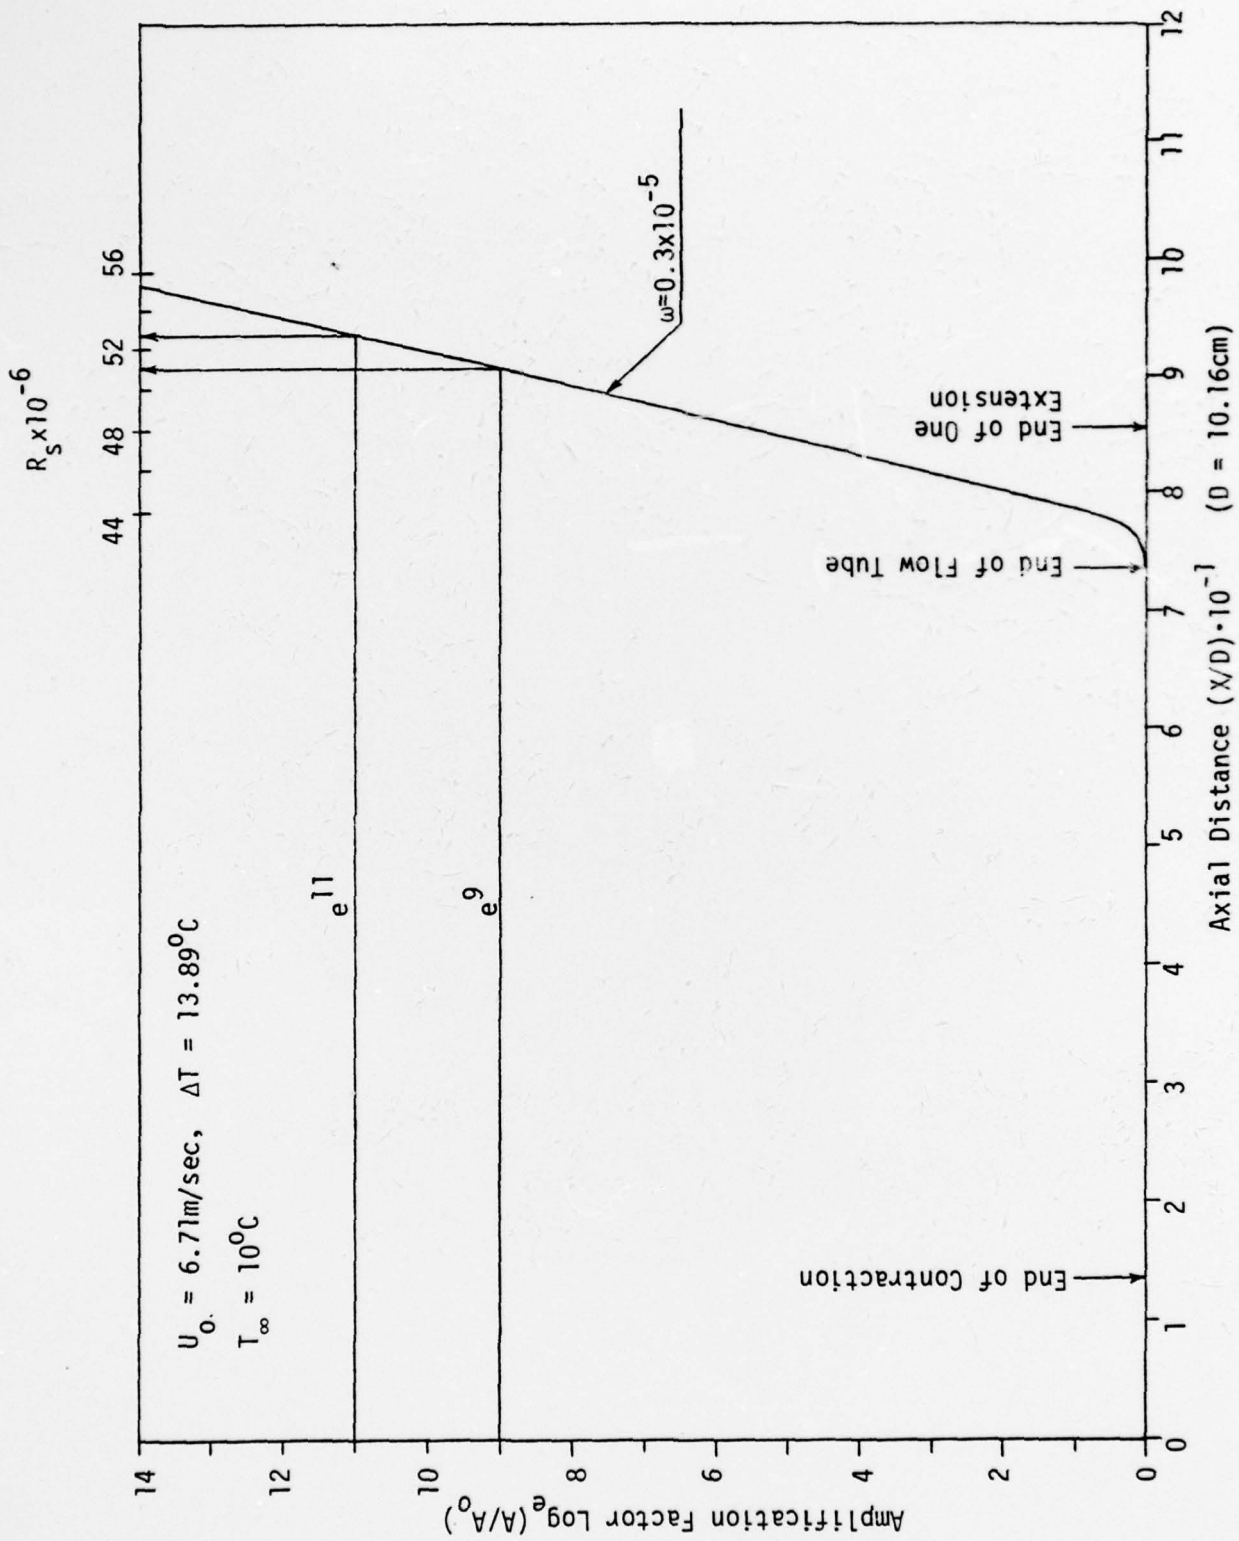 R_s x10^-6
44 48 52 56
U_o. = 6.71m/sec, ΔT = 13.89°C
T_∞ = 10°C
e^11
e^9
ω=0.3x10^-5
End of Contraction
End of Flow Tube
End of One
Extension
Amplification Factor Log_e(A/A_o)
14
12
10
8
6
4
2
0
0 1 2 3 4 5 6 7 8 9 10 11 12
Axial Distance (X/D)·10^-1 (D = 10.16cm)